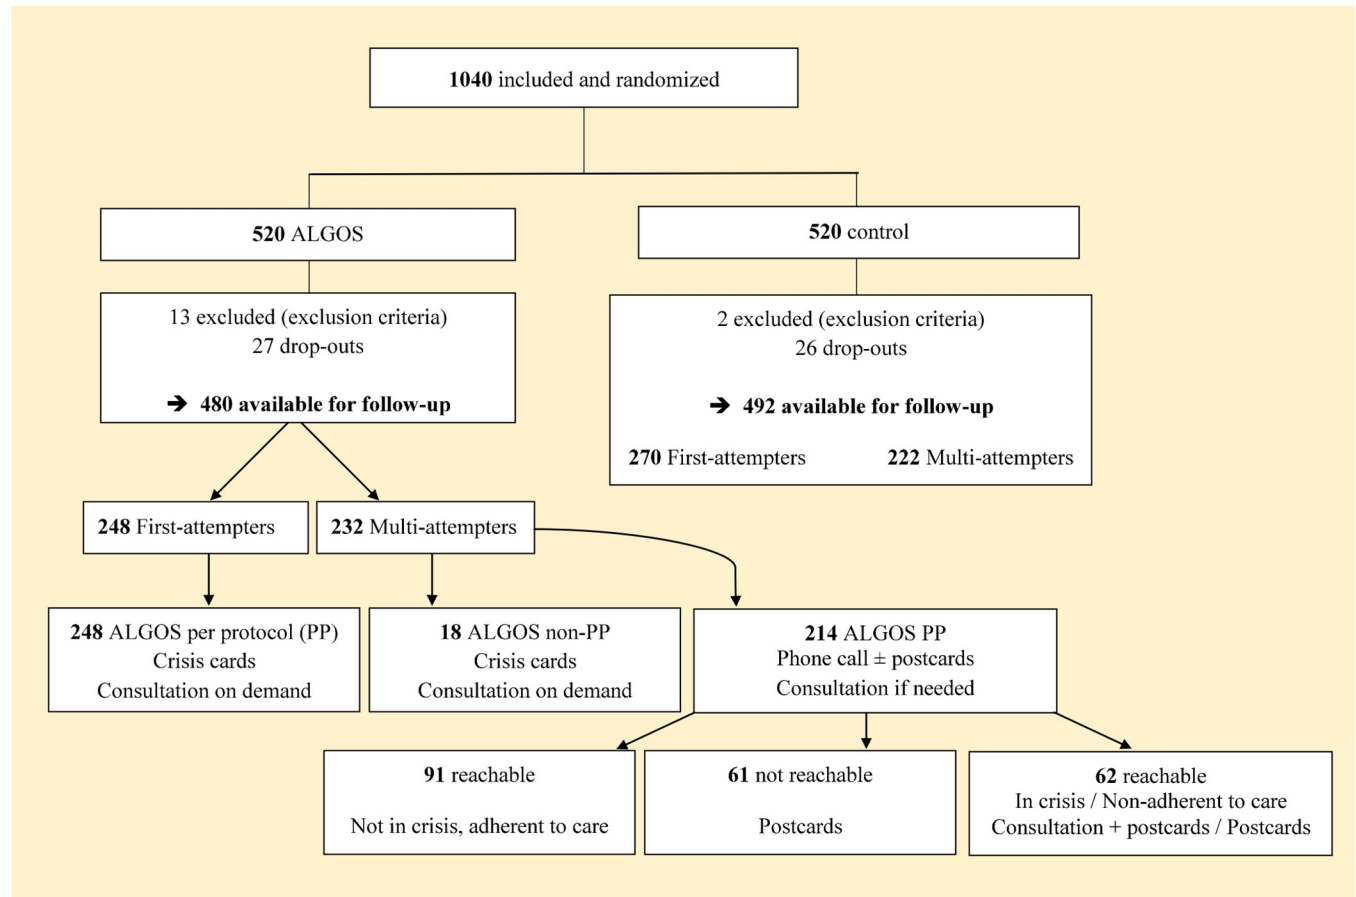 1040 included and randomized
520 ALGOS
520 control
13 excluded (exclusion criteria)
27 drop-outs
➔ 480 available for follow-up
2 excluded (exclusion criteria)
26 drop-outs
➔ 492 available for follow-up
270 First-attempters 222 Multi-attempters
248 First-attempters
232 Multi-attempters
248 ALGOS per protocol (PP)
Crisis cards
Consultation on demand
18 ALGOS non-PP
Crisis cards
Consultation on demand
214 ALGOS PP
Phone call ± postcards
Consultation if needed
91 reachable
Not in crisis, adherent to care
61 not reachable
Postcards
62 reachable
In crisis / Non-adherent to care
Consultation + postcards / Postcards